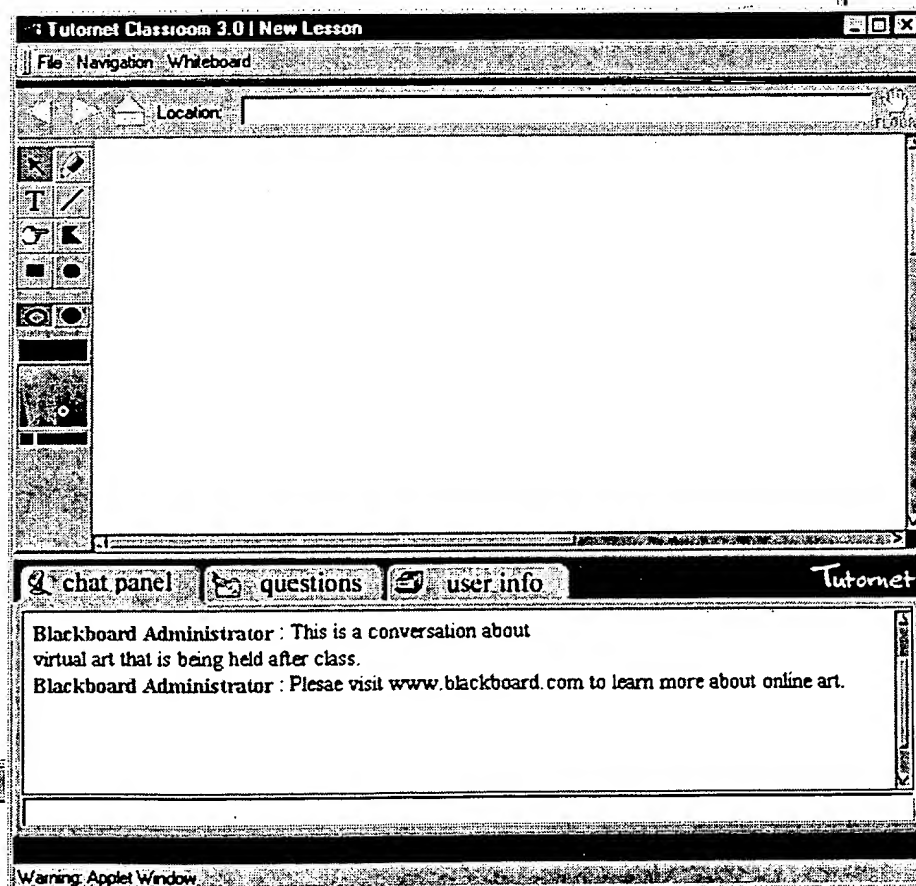 Tutornet Classroom 3.0 | New Lesson
File Navigation Whiteboard
Location:
FLOOR
T
chat panel questions user info Tutornet
Blackboard Administrator : This is a conversation about
virtual art that is being held after class.
Blackboard Administrator : Plesae visit www.blackboard.com to learn more about online art.
Warning: Applet Window